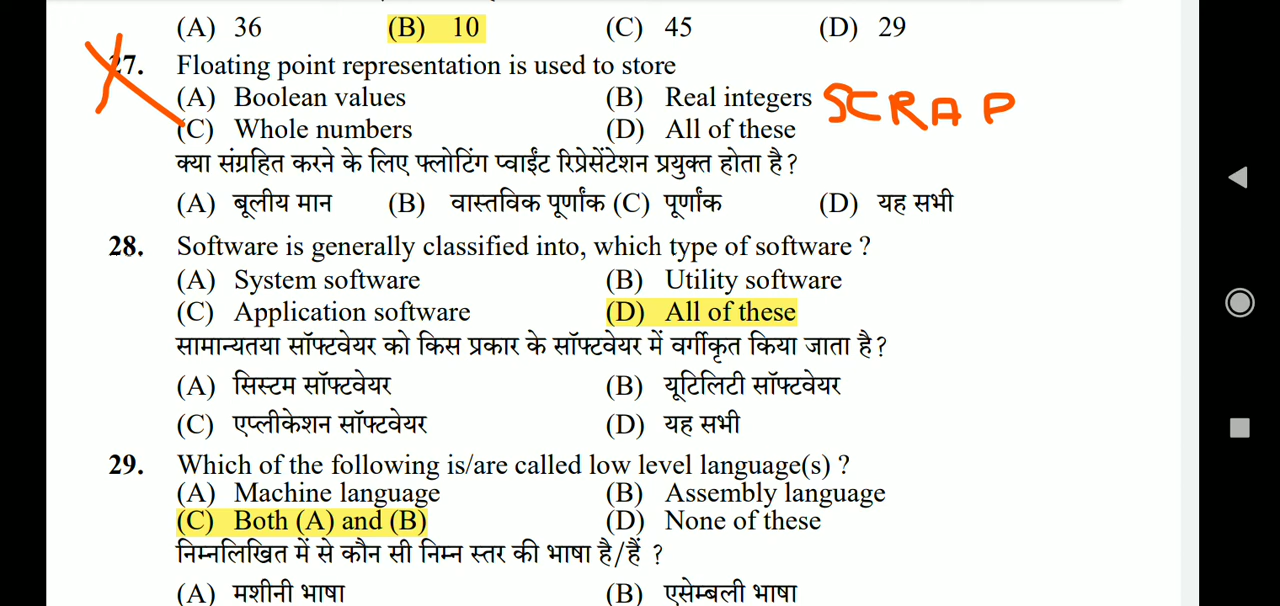 (A) 36 (B) 10 (C) 45 (D) 29
27. Floating point representation is used to store
(A) Boolean values (B) Real integers SCRAP
(C) Whole numbers (D) All of these
क्या संग्रहित करने के लिए फ्लोटिंग प्वाईंट रिप्रेसेंटेशन प्रयुक्त होता है?
(A) बूलीय मान (B) वास्तविक पूर्णांक (C) पूर्णांक (D) यह सभी
28. Software is generally classified into, which type of software ?
(A) System software (B) Utility software
(C) Application software (D) All of these
सामान्यतया सॉफ्टवेयर को किस प्रकार के सॉफ्टवेयर में वर्गीकृत किया जाता है?
(A) सिस्टम सॉफ्टवेयर (B) यूटिलिटी सॉफ्टवेयर
(C) एप्लीकेशन सॉफ्टवेयर (D) यह सभी
29. Which of the following is/are called low level language(s) ?
(A) Machine language (B) Assembly language
(C) Both (A) and (B) (D) None of these
निम्नलिखित में से कौन सी निम्न स्तर की भाषा है/हैं ?
(A) मशीनी भाषा (B) एसेम्बली भाषा